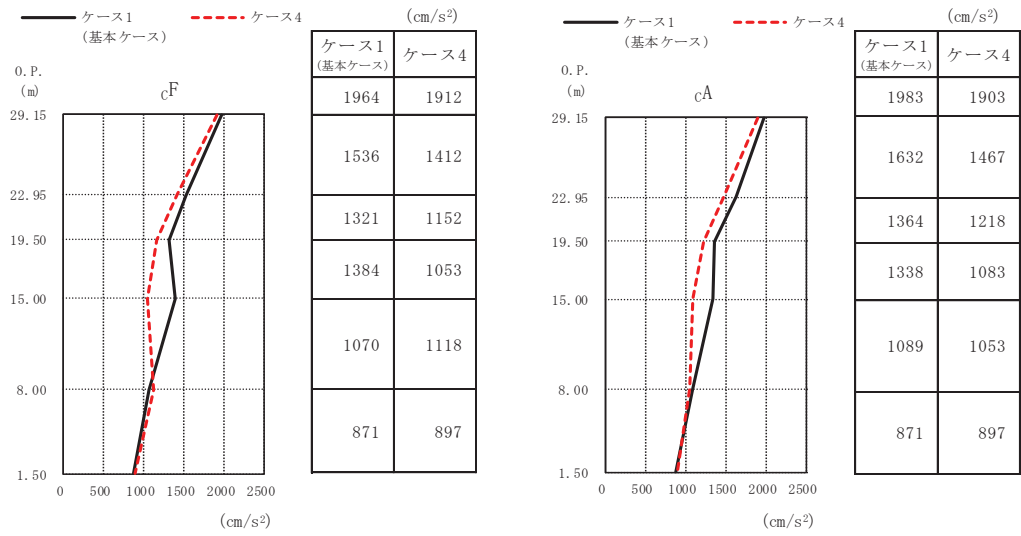 ケース1 ケース4 (cm/s²)
(基本ケース)
ケース1 ケース4
(基本ケース)
O.P.
(m)
cF
1964 1912
29.15
1536 1412
22.95
1321 1152
19.50
1384 1053
15.00
1070 1118
8.00
871 897
1.50
0 500 1000 1500 2000 2500
(cm/s²)
ケース1 ケース4 (cm/s²)
(基本ケース)
ケース1 ケース4
(基本ケース)
O.P.
(m)
cA
1983 1903
29.15
1632 1467
22.95
1364 1218
19.50
1338 1083
15.00
1089 1053
8.00
871 897
1.50
0 500 1000 1500 2000 2500
(cm/s²)